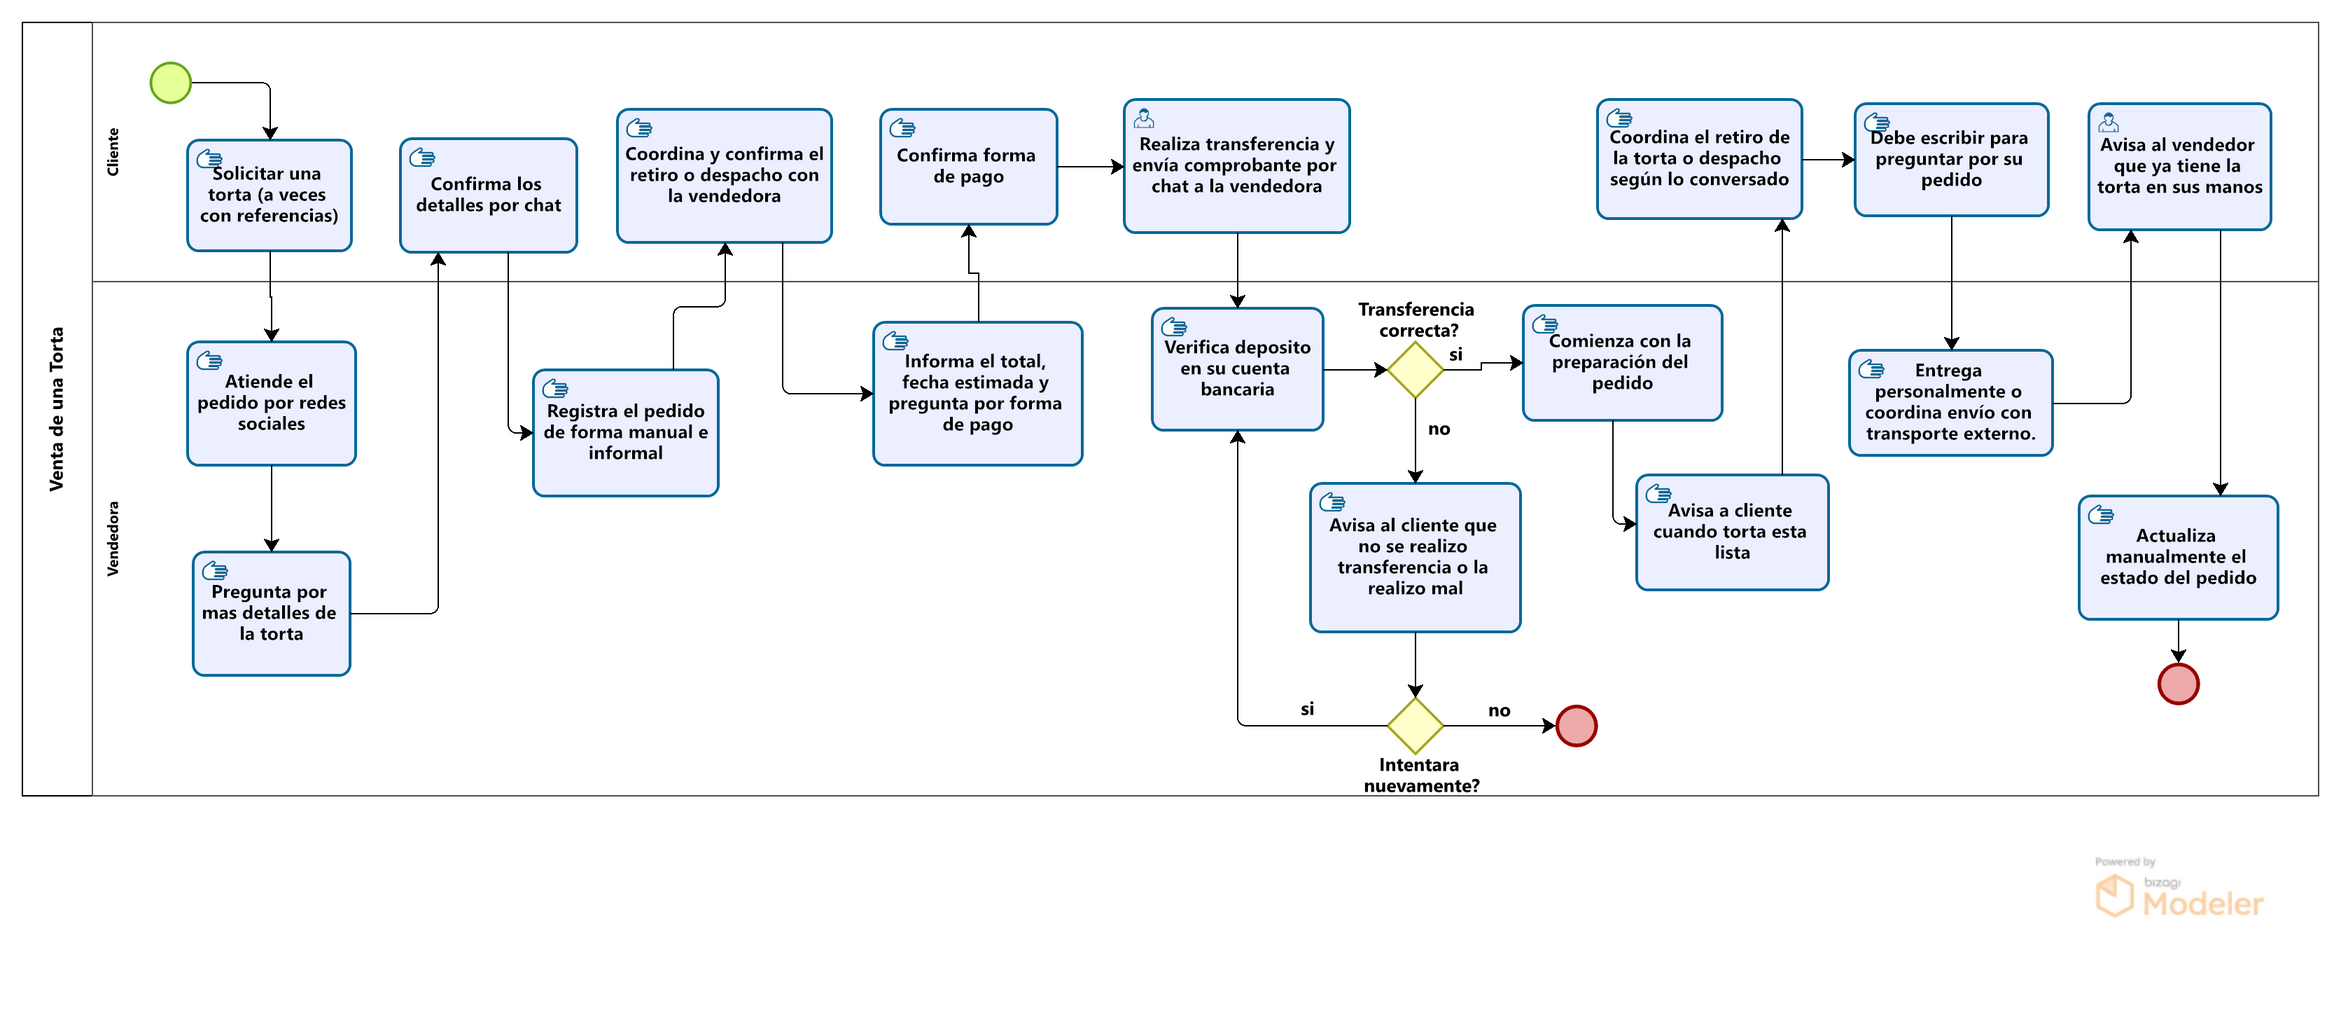 Venta de una Torta
Cliente
Solicitar una
torta (a veces
con referencias)
Confirma los
detalles por chat
Coordina y confirma el
retiro o despacho con
la vendedora
Confirma forma
de pago
Realiza transferencia y
envía comprobante por
chat a la vendedora
Coordina el retiro de
la torta o despacho
según lo conversado
Debe escribir para
preguntar por su
pedido
Avisa al vendedor
que ya tiene la
torta en sus manos
Vendedora
Atiende el
pedido por redes
sociales
Pregunta por
mas detalles de
la torta
Registra el pedido
de forma manual e
informal
Informa el total,
fecha estimada y
pregunta por forma
de pago
Verifica deposito
en su cuenta
bancaria
Transferencia
correcta?
si
no
Comienza con la
preparación del
pedido
Avisa al cliente que
no se realizo
transferencia o la
realizo mal
si
no
Intentara
nuevamente?
Avisa a cliente
cuando torta esta
lista
Entrega
personalmente o
coordina envío con
transporte externo.
Actualiza
manualmente el
estado del pedido
Powered by
bizagi
Modeler